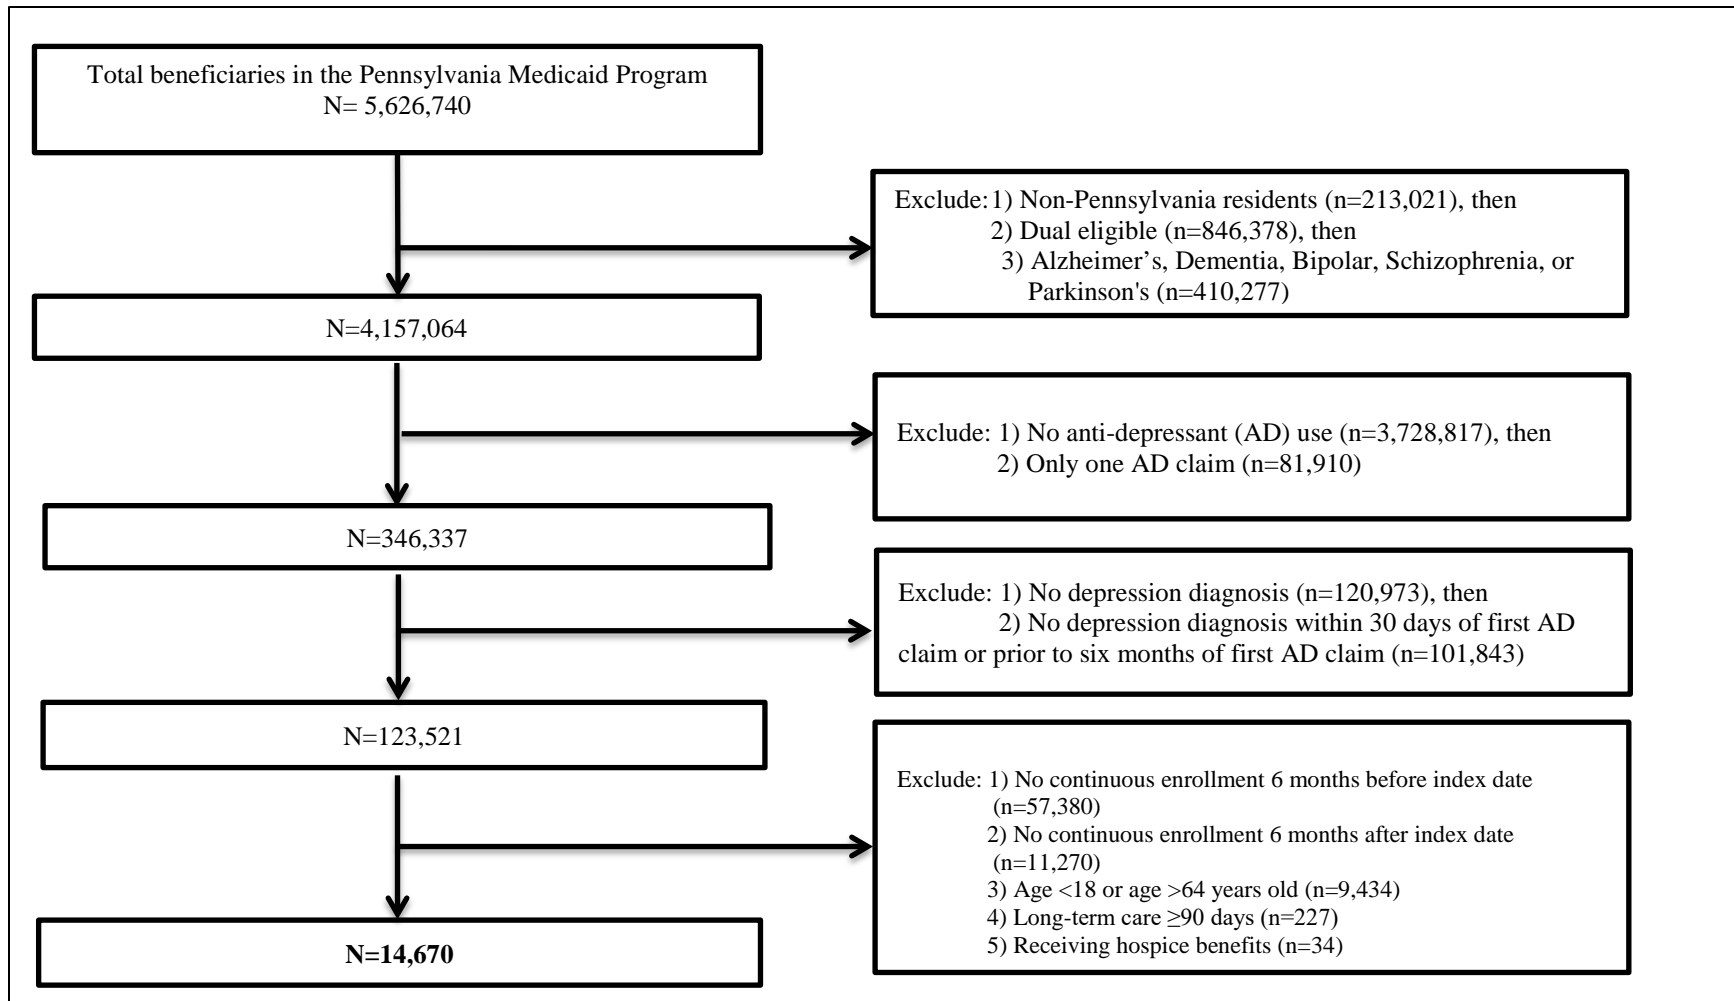 Total beneficiaries in the Pennsylvania Medicaid Program
N= 5,626,740
Exclude: 1) Non-Pennsylvania residents (n=213,021), then
2) Dual eligible (n=846,378), then
3) Alzheimer’s, Dementia, Bipolar, Schizophrenia, or
Parkinson's (n=410,277)
N=4,157,064
Exclude: 1) No anti-depressant (AD) use (n=3,728,817), then
2) Only one AD claim (n=81,910)
N=346,337
Exclude: 1) No depression diagnosis (n=120,973), then
2) No depression diagnosis within 30 days of first AD
claim or prior to six months of first AD claim (n=101,843)
N=123,521
Exclude: 1) No continuous enrollment 6 months before index date
(n=57,380)
2) No continuous enrollment 6 months after index date
(n=11,270)
3) Age <18 or age >64 years old (n=9,434)
4) Long-term care ≥90 days (n=227)
5) Receiving hospice benefits (n=34)
N=14,670